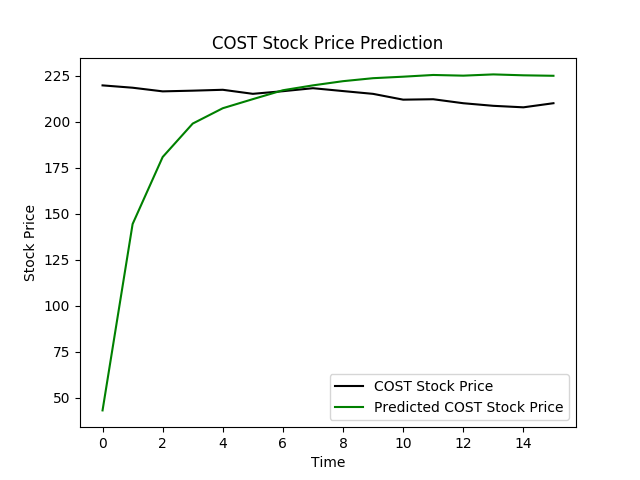 COST Stock Price Prediction
Stock Price
225
200
175
150
125
100
75
50
0 2 4 6 8 10 12 14
Time
COST Stock Price
Predicted COST Stock Price